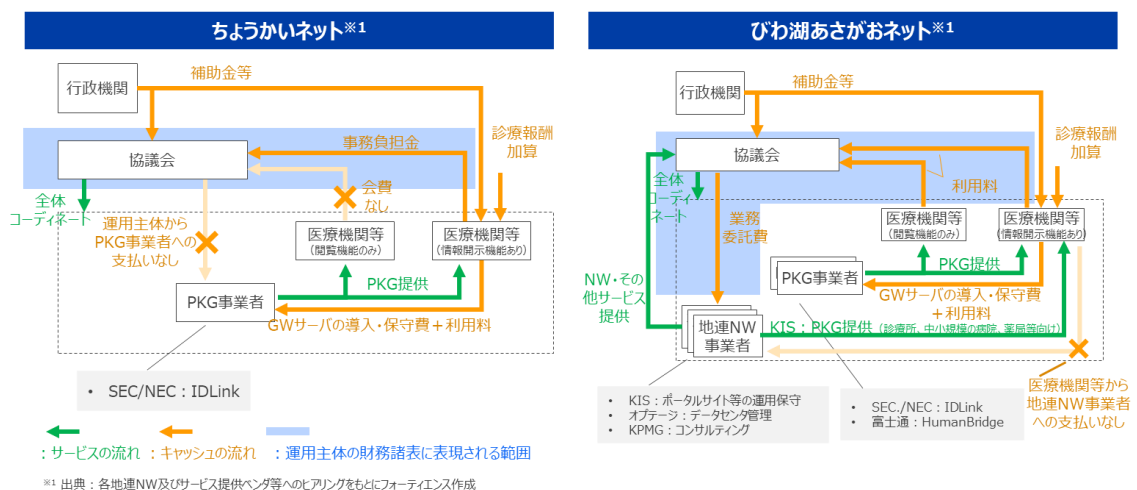 ちょうかいネット※1
行政機関
補助金等
診療報酬
加算
事務負担金
協議会
全体
コーディネート
会費
なし
運用主体から
PKG事業者への
支払いなし
医療機関等
(閲覧機能のみ)
医療機関等
(情報開示機能あり)
PKG提供
PKG事業者
GWサーバの導入・保守費+利用料
• SEC/NEC：IDLink
：サービスの流れ
：キャッシュの流れ
：運用主体の財務諸表に表現される範囲
※1 出典：各地連NW及びサービス提供ベンダ等へのヒアリングをもとにフォーティエンス作成
びわ湖あさがおネット※1
行政機関
補助金等
診療報酬
加算
協議会
利用料
全体
コーディ
ネート
業務
委託費
医療機関等
(閲覧機能のみ)
医療機関等
(情報開示機能あり)
PKG提供
PKG事業者
GWサーバの導入・保守費
+利用料
NW・その
他サービス
提供
地連NW
事業者
KIS：PKG提供（診療所、中小規模の病院、薬局等向け）
医療機関等から
地連NW事業者
への支払いなし
• KIS：ポータルサイト等の運用保守
• オプテージ：データセンタ管理
• KPMG：コンサルティング
• SEC./NEC：IDLink
• 富士通：HumanBridge